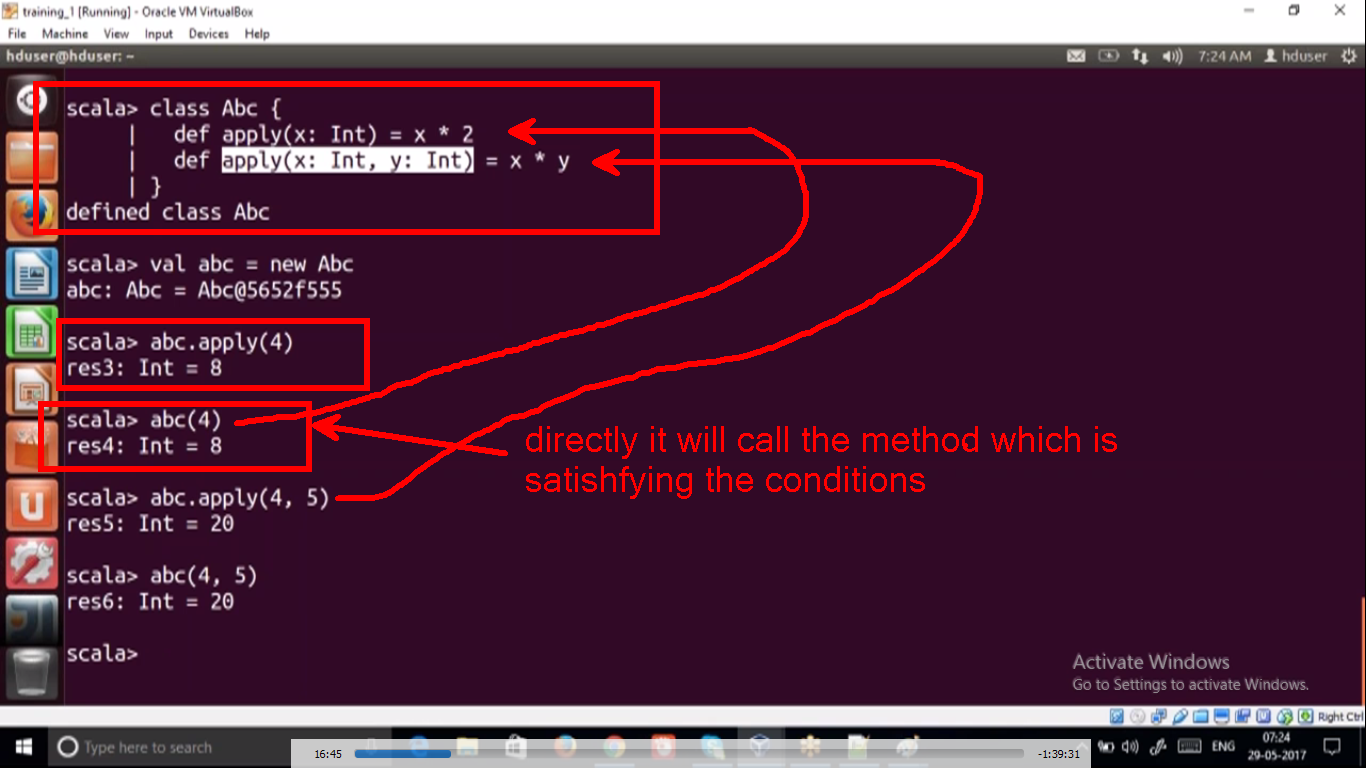 training_1 [Running] - Oracle VM VirtualBox
File Machine View Input Devices Help
hduser@hduser: ~ 7:24 AM hduser
scala> class Abc {
| def apply(x: Int) = x * 2
| def apply(x: Int, y: Int) = x * y
| }
defined class Abc
scala> val abc = new Abc
abc: Abc = Abc@5652f555
scala> abc.apply(4)
res3: Int = 8
scala> abc(4)
res4: Int = 8
directly it will call the method which is
satishfying the conditions
scala> abc.apply(4, 5)
res5: Int = 20
scala> abc(4, 5)
res6: Int = 20
scala>
Activate Windows
Go to Settings to activate Windows.
Right Ctrl
Type here to search
16:45
-1:39:31
ENG
07:24
29-05-2017